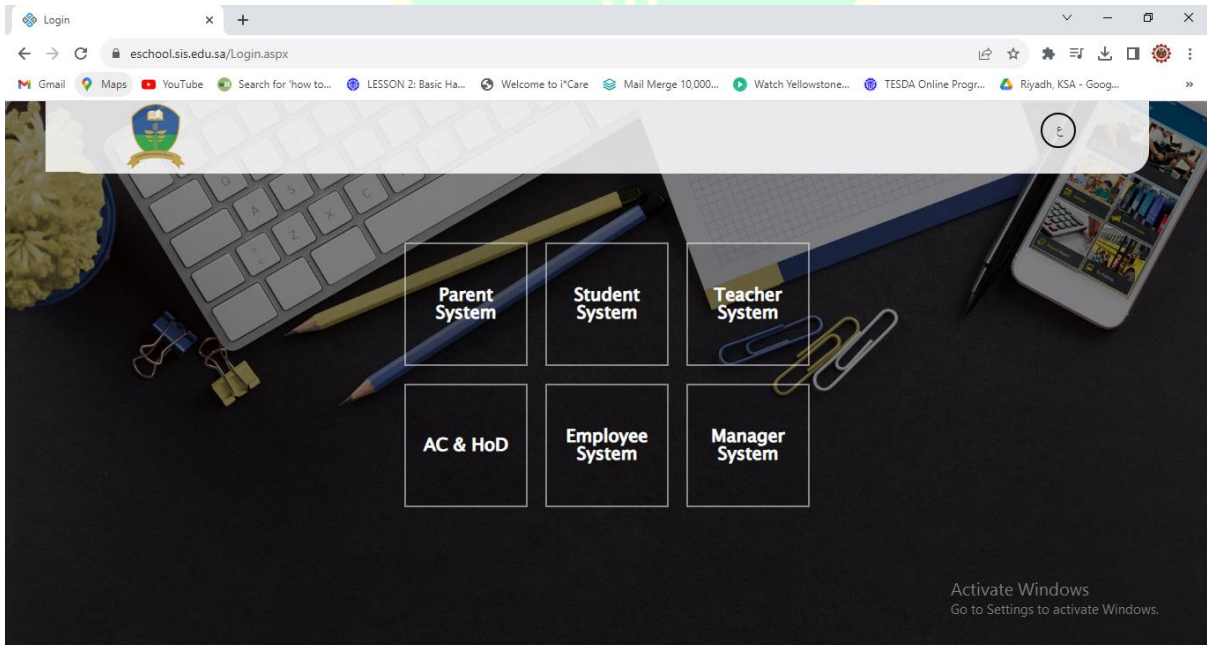 Login
eschool.sis.edu.sa/Login.aspx
Gmail Maps YouTube Search for 'how to... LESSON 2: Basic Ha... Welcome to i*Care Mail Merge 10,000... Watch Yellowstone... TESDA Online Progr... Riyadh, KSA - Goog... »
ع
Parent
System
Student
System
Teacher
System
AC & HoD
Employee
System
Manager
System
Activate Windows
Go to Settings to activate Windows.